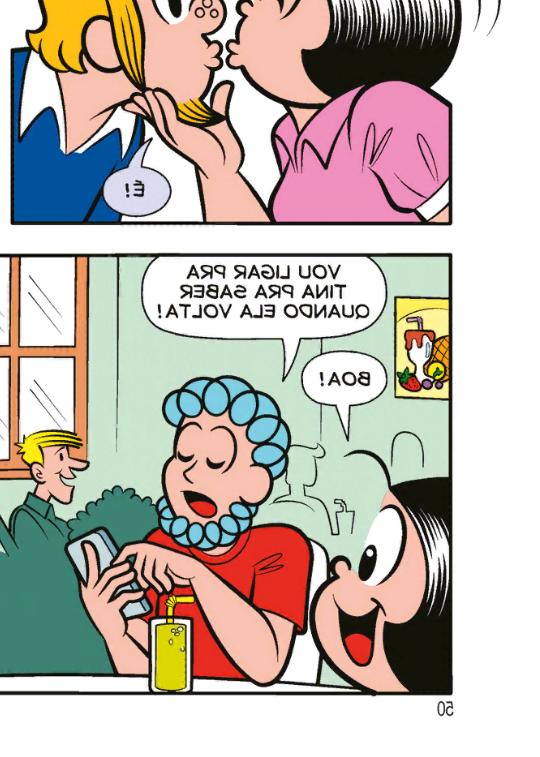 É!
VOU LIGAR PRA
TINA PRA SABER
QUANDO ELA VOLTA!
BOA!
50